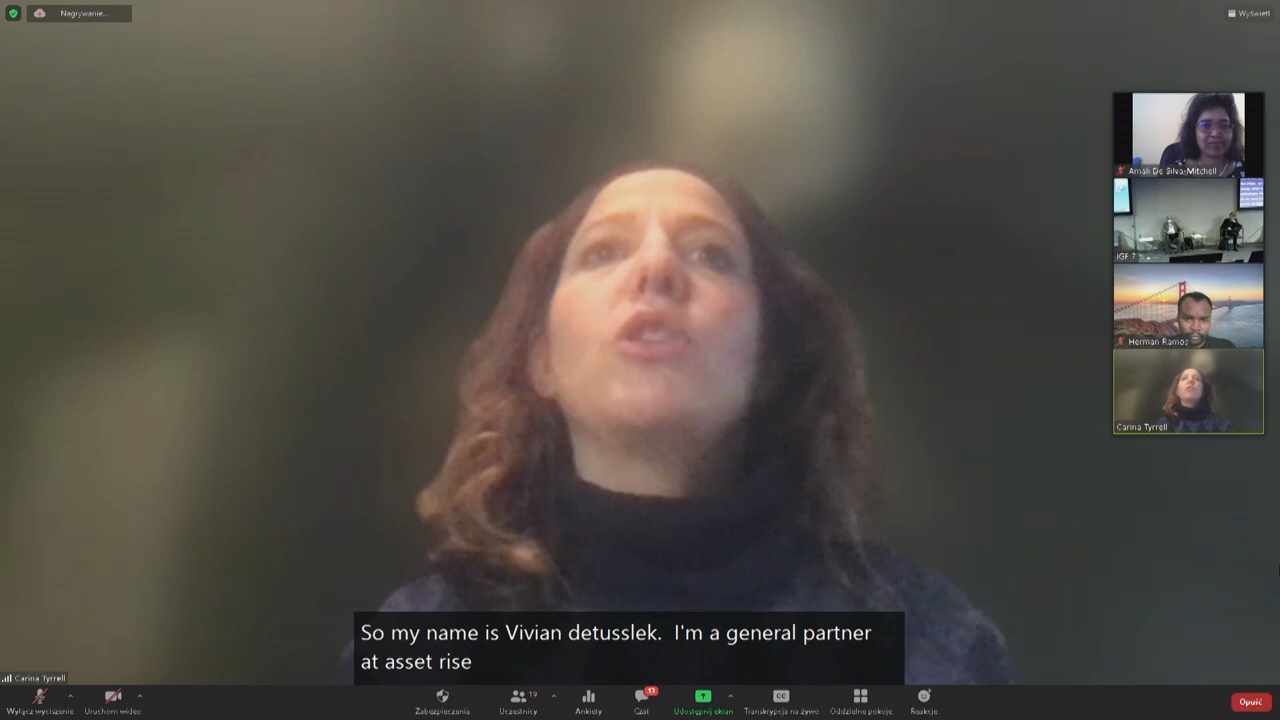 Nagrywanie...
Wyświetl
Amali De Silva-Mitchell
IGF 7
Herman Ramos
Carina Tyrrell
So my name is Vivian detusslek. I'm a general partner
at asset rise
Carina Tyrrell
Wyłącz wyciszenie
Uruchom wideo
Zabezpieczenia
19
Uczestnicy
Ankiety
11
Czat
Udostępnij ekran
CC
Transkrypcja na żywo
Oddzielne pokoje
Reakcje
Opuść